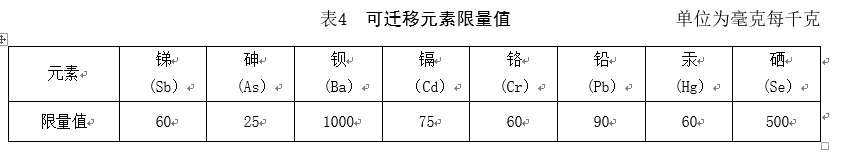 表4 可迁移元素限量值 单位为毫克每千克
元素 锑 (Sb) 砷 (As) 钡 (Ba) 镉 (Cd) 铬 (Cr) 铅 (Pb) 汞 (Hg) 硒 (Se)
限量值 60 25 1000 75 60 90 60 500